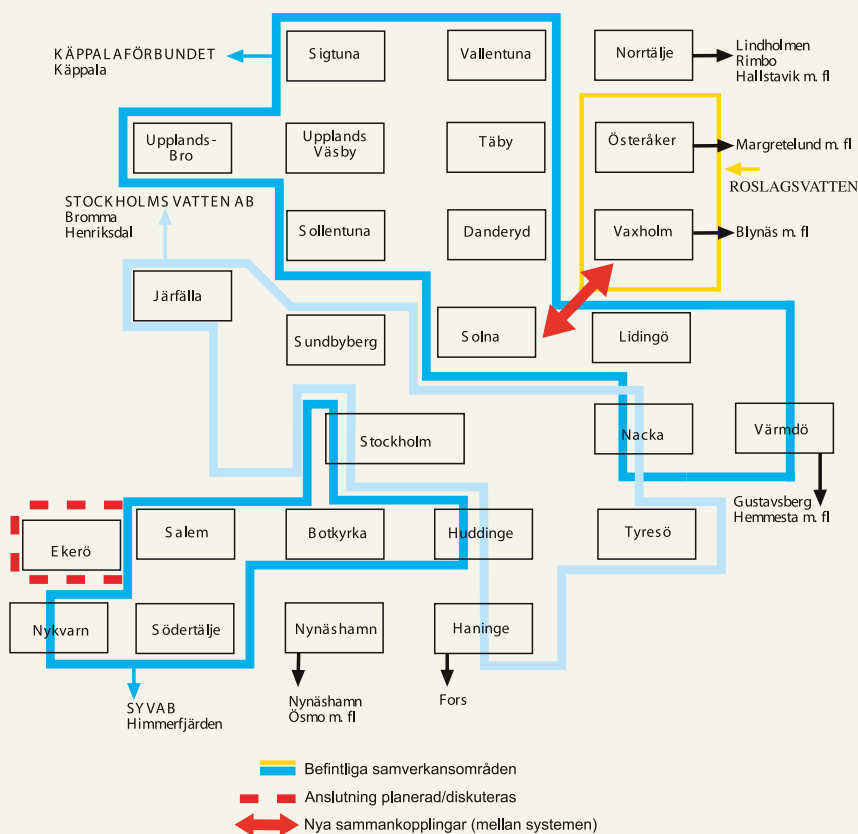 KÄPPALAFÖRBUNDET
Käppala
Sigtuna
Vallentuna
Norrtälje
Lindholmen
Rimbo
Hallstavik m. fl
Upplands-
Bro
Upplands
Väsby
Täby
Österåker
Margretelund m. fl
ROSLAGSVATTEN
STOCKHOLMS VATTEN AB
Bromma
Henriksdal
Sollentuna
Danderyd
Vaxholm
Blynäs m. fl
Järfälla
Sundbyberg
Solna
Lidingö
Stockholm
Nacka
Värmdö
Gustavsberg
Hemmesta m. fl
Ekerö
Salem
Botkyrka
Huddinge
Tyresö
Nykvarn
Södertälje
Nynäshamn
Haninge
SYVAB
Himmerfjärden
Nynäshamn
Ösmo m. fl
Fors
Befintliga samverkansområden
Anslutning planerad/diskuteras
Nya sammankopplingar (mellan systemen)